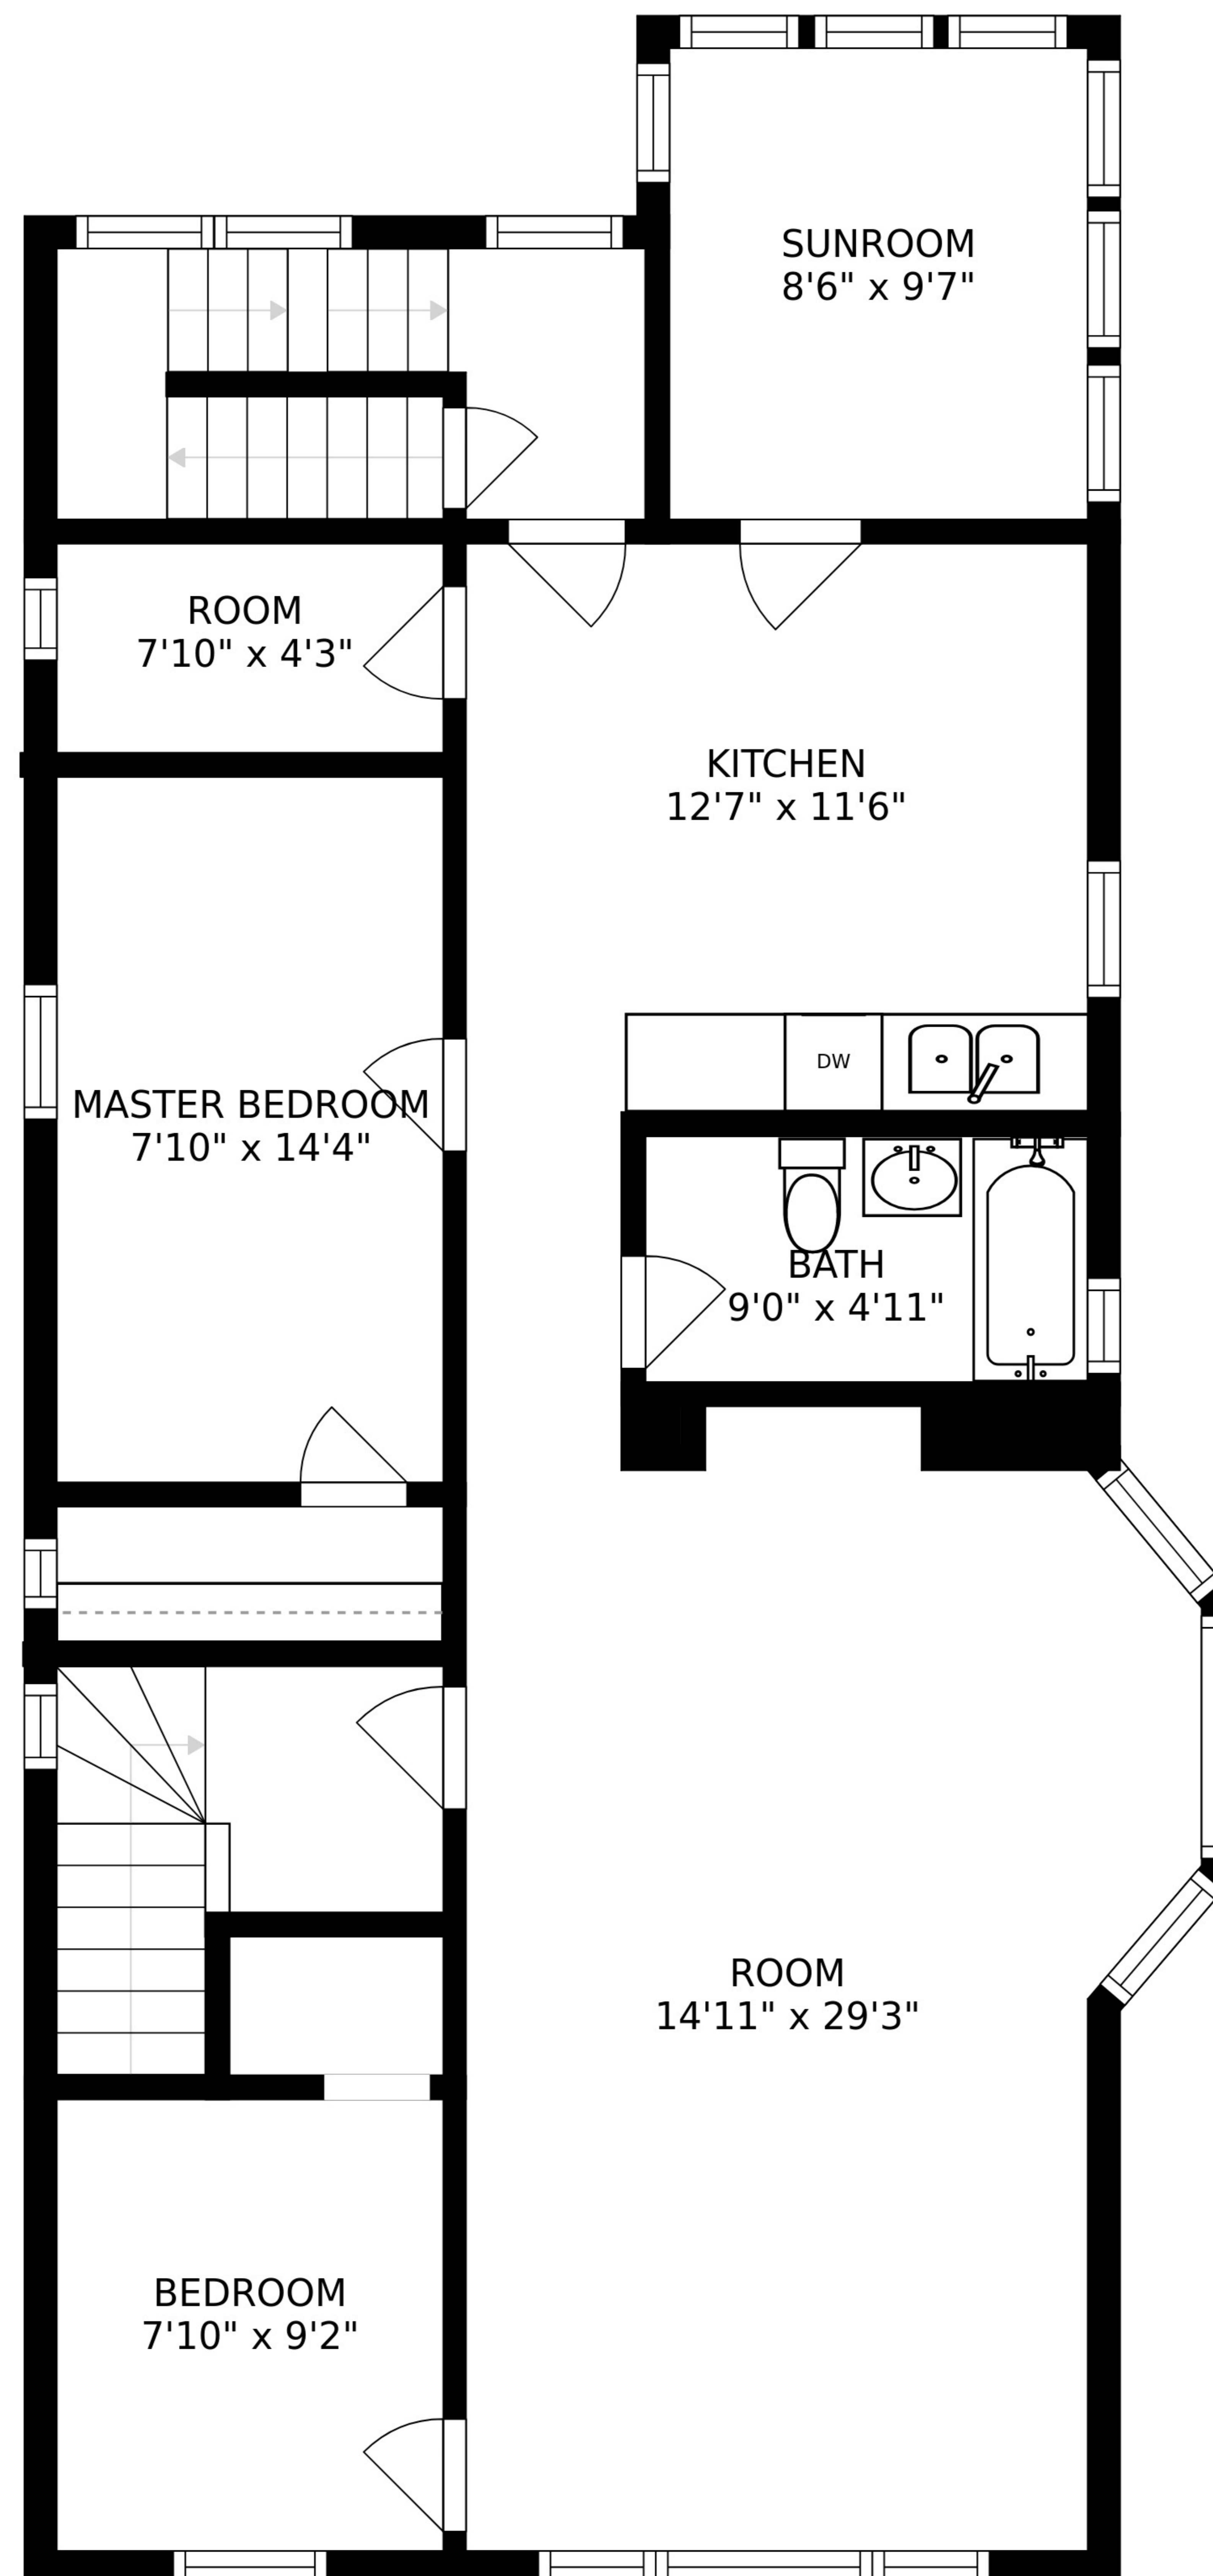 SUNROOM
8'6" x 9'7"
ROOM
7'10" x 4'3"
KITCHEN
12'7" x 11'6"
DW
MASTER BEDROOM
7'10" x 14'4"
BATH
9'0" x 4'11"
ROOM
14'11" x 29'3"
BEDROOM
7'10" x 9'2"